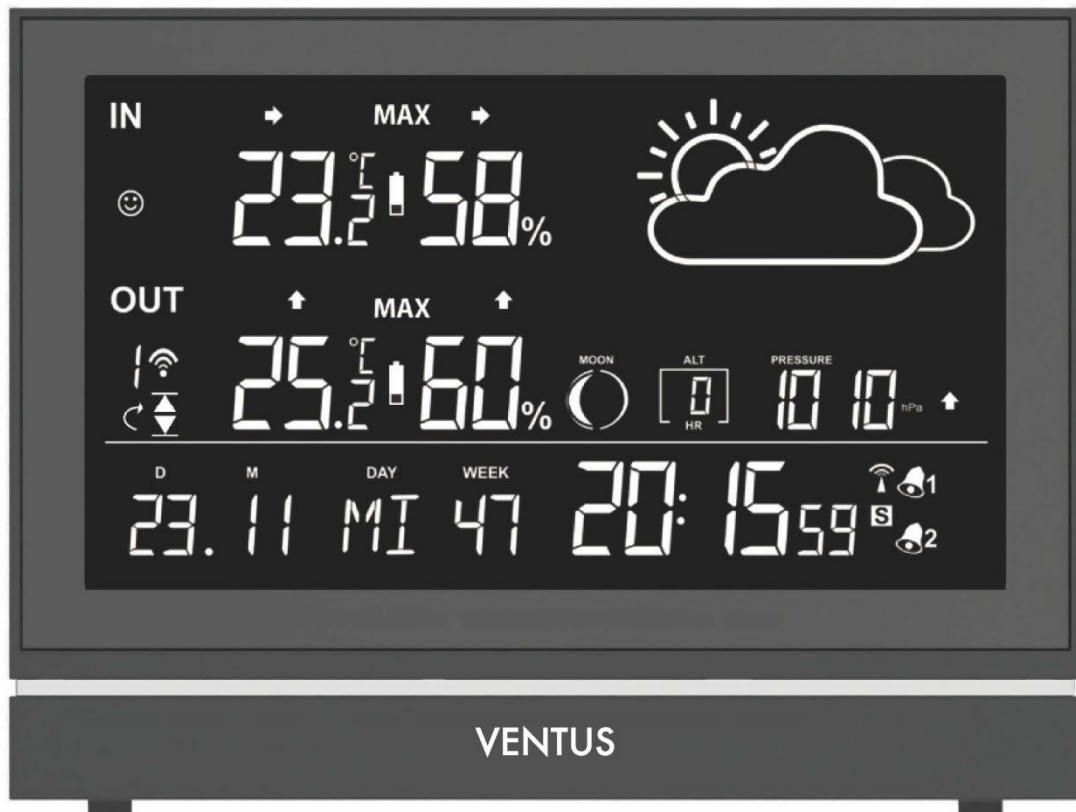 IN MAX
23.2 °C 58%
OUT MAX
1 25.2 °C 60%
MOON ALT PRESSURE
0 1010 hPa
HR
D M DAY WEEK
23. 11 MI 47 20:15 59
1
S
2
VENTUS